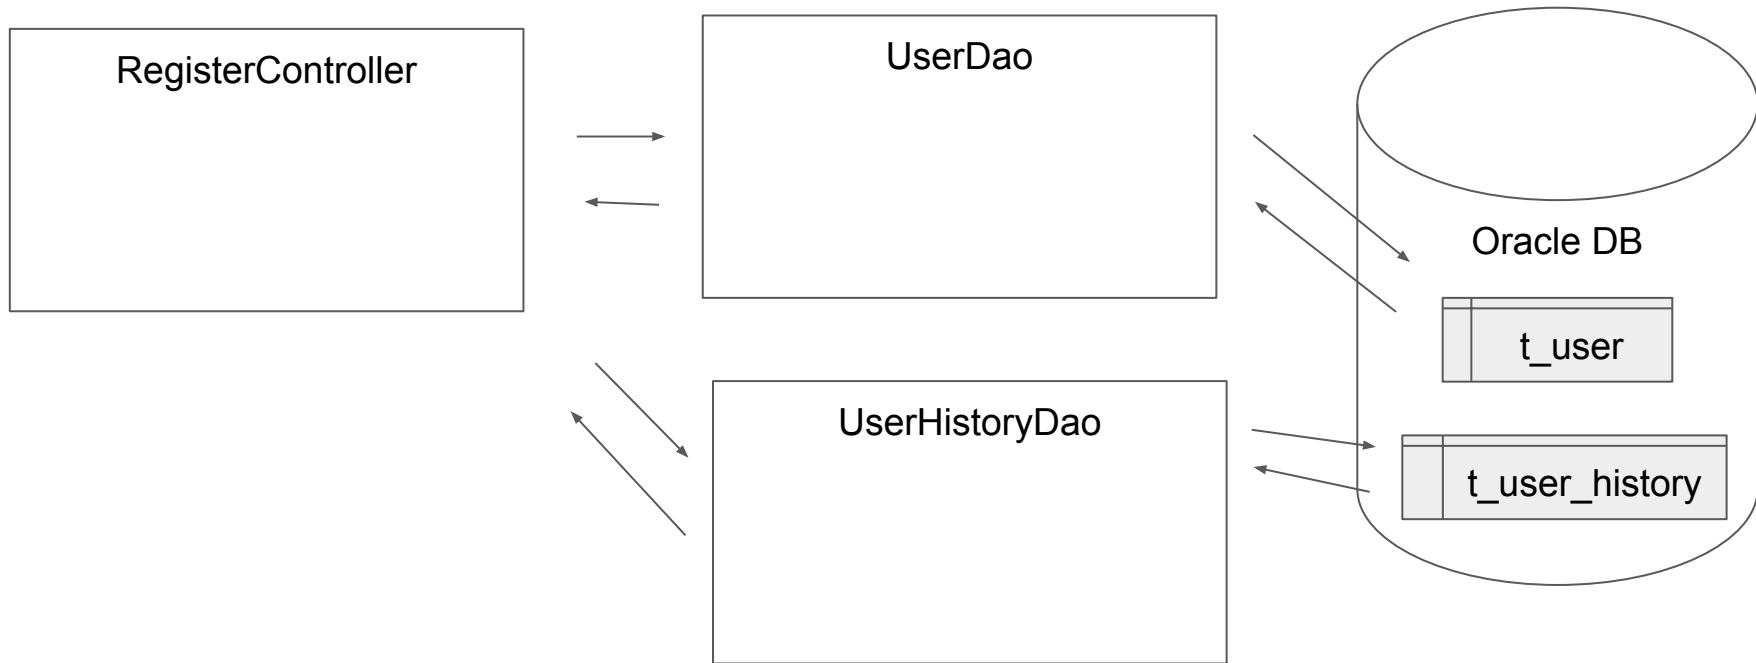 RegisterController
UserDao
Oracle DB
t_user
UserHistoryDao
t_user_history